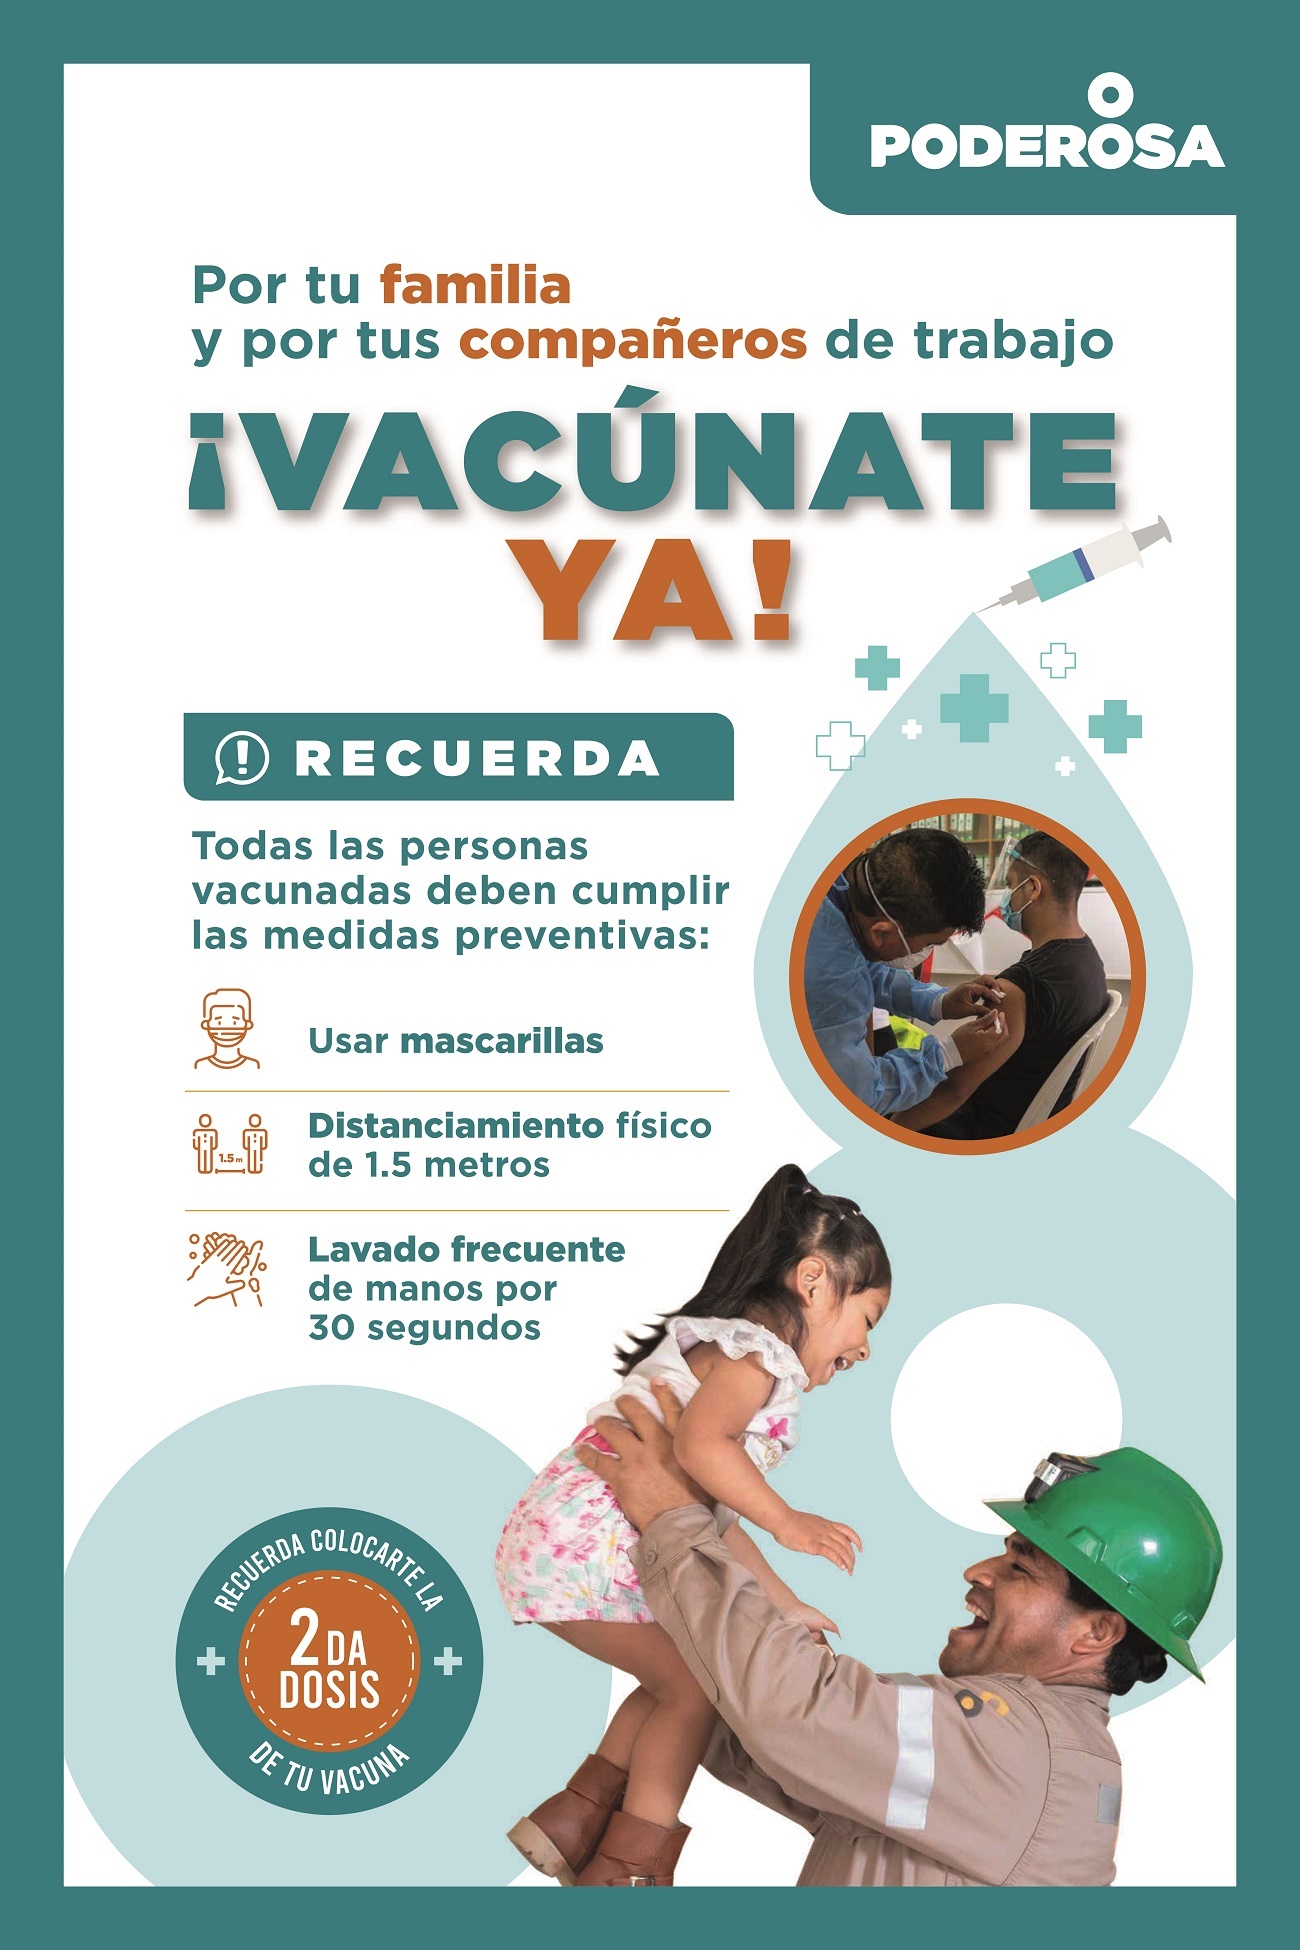 PODEROSA
Por tu familia
y por tus compañeros de trabajo
¡VACÚNATE
YA!
! RECUERDA
Todas las personas
vacunadas deben cumplir
las medidas preventivas:
Usar mascarillas
1.5 m
Distanciamiento físico
de 1.5 metros
Lavado frecuente
de manos por
30 segundos
RECUERDA COLOCARTE LA
2DA
DOSIS
DE TU VACUNA